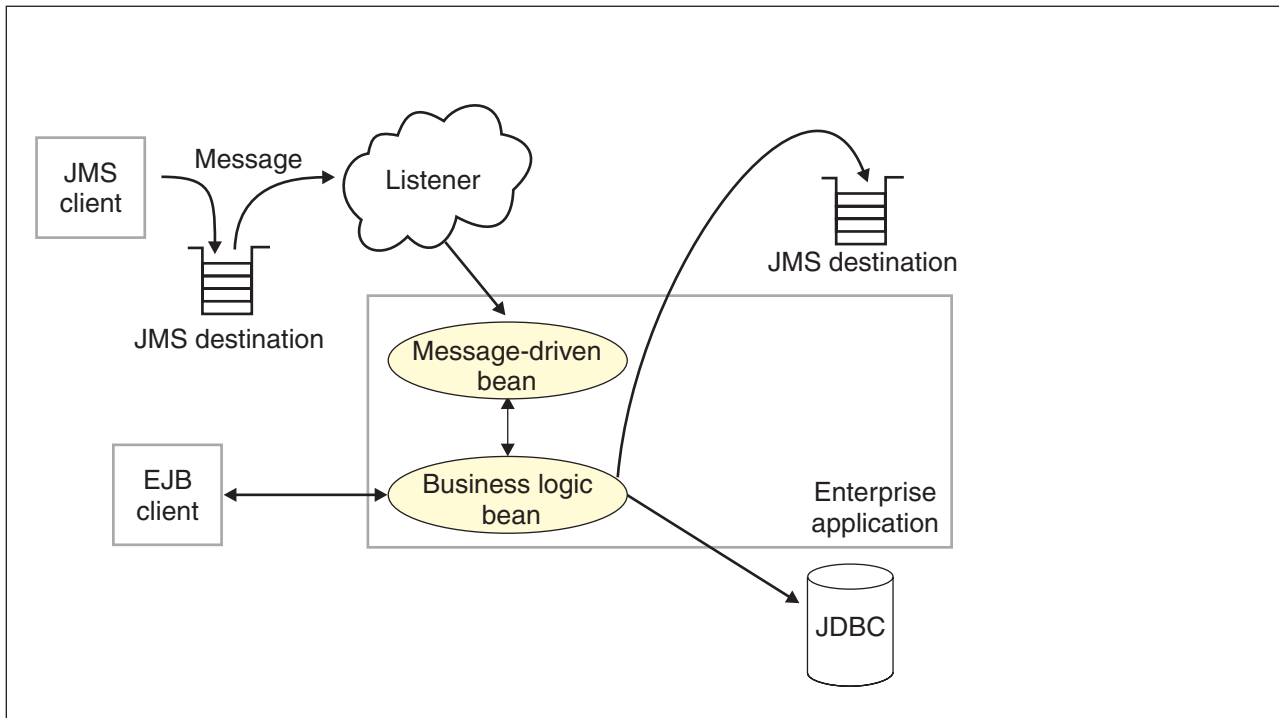 Message
JMS
client
Listener
JMS destination
JMS destination
Message-driven
bean
EJB
client
Business logic
bean
Enterprise
application
JDBC